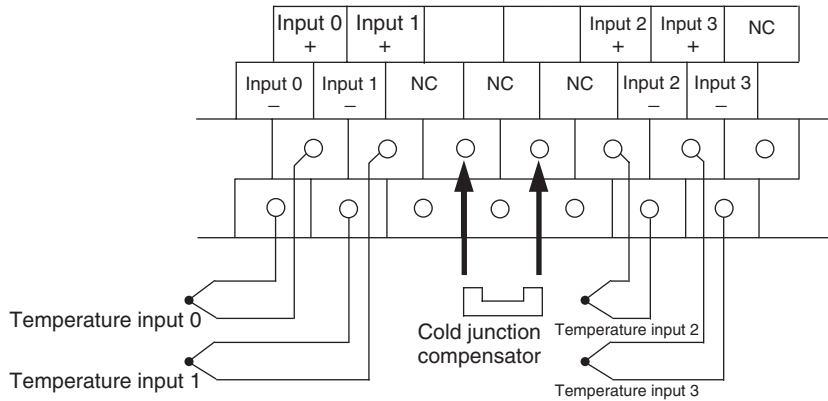 Input 0 Input 1 Input 2 Input 3 NC
+ + + +
Input 0 Input 1 NC NC NC Input 2 Input 3
– – – –
Temperature input 0
Cold junction
compensator
Temperature input 2
Temperature input 1
Temperature input 3